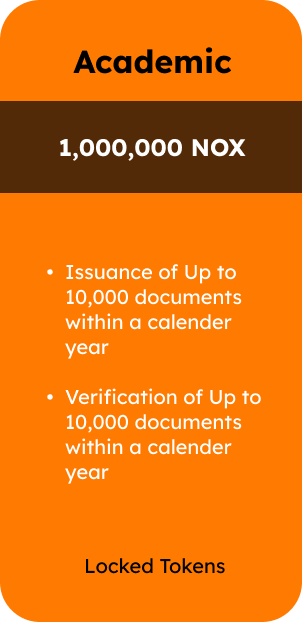 Academic
1,000,000 NOX
• Issuance of Up to
10,000 documents
within a calender
year
• Verification of Up to
10,000 documents
within a calender
year
Locked Tokens